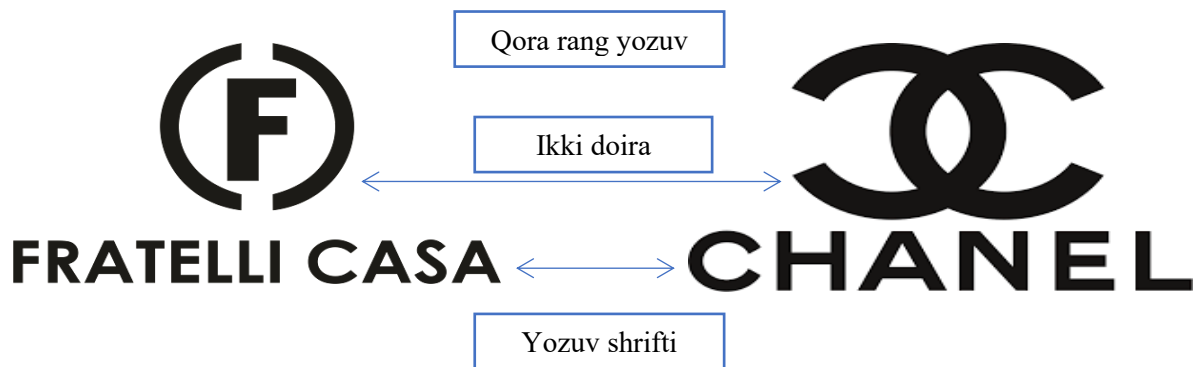 Qora rang yozuv
Ikki doira
F
FRATELLI CASA
CHANEL
Yozuv shrifti